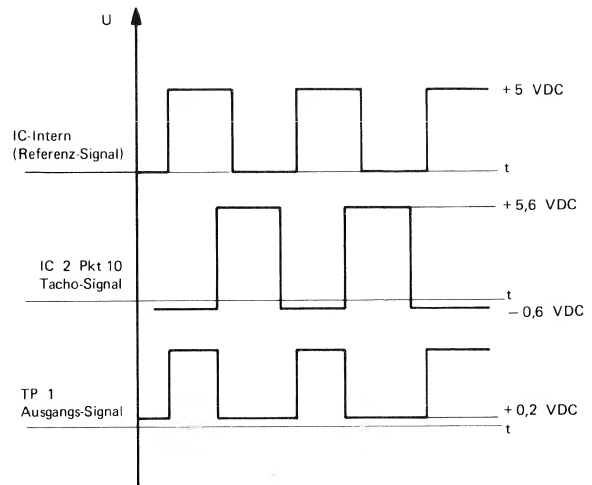 U
+ 5 VDC
IC-Intern
(Referenz-Signal)
t
+ 5,6 VDC
IC 2 Pkt 10
Tacho-Signal
t
− 0,6 VDC
TP 1
Ausgangs-Signal
+ 0,2 VDC
t